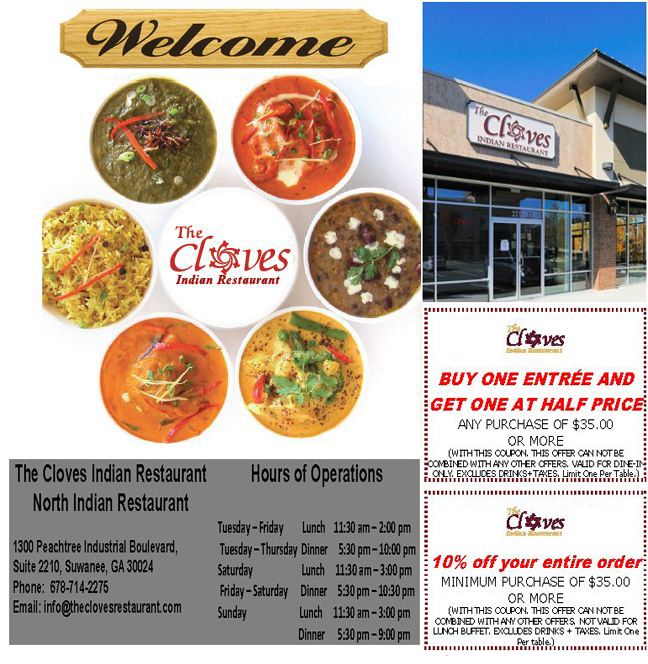 Welcome
The
Cloves
Indian Restaurant
The
Cloves
INDIAN RESTAURANT
The
Cloves
Indian Restaurant
BUY ONE ENTRÉE AND
GET ONE AT HALF PRICE
ANY PURCHASE OF $35.00
OR MORE
(WITH THIS COUPON. THIS OFFER CAN NOT BE
COMBINED WITH ANY OTHER OFFERS. VALID FOR DINE-IN
ONLY. EXCLUDES DRINKS+TAXES. Limit One Per Table.)
The
Cloves
Indian Restaurant
10% off your entire order
MINIMUM PURCHASE OF $35.00
OR MORE
(WITH THIS COUPON. THIS OFFER CAN NOT BE
COMBINED WITH ANY OTHER OFFERS. NOT VALID FOR
LUNCH BUFFET. EXCLUDES DRINKS + TAXES. Limit One
Per table.)
The Cloves Indian Restaurant
North Indian Restaurant
1300 Peachtree Industrial Boulevard,
Suite 2210, Suwanee, GA 30024
Phone: 678-714-2275
Email: info@theclovesrestaurant.com
Hours of Operations
Tuesday – Friday Lunch 11:30 am – 2:00 pm
Tuesday – Thursday Dinner 5:30 pm – 10:00 pm
Saturday Lunch 11:30 am – 3:00 pm
Friday – Saturday Dinner 5:30 pm – 10:30 pm
Sunday Lunch 11:30 am – 3:00 pm
Dinner 5:30 pm – 9:00 pm